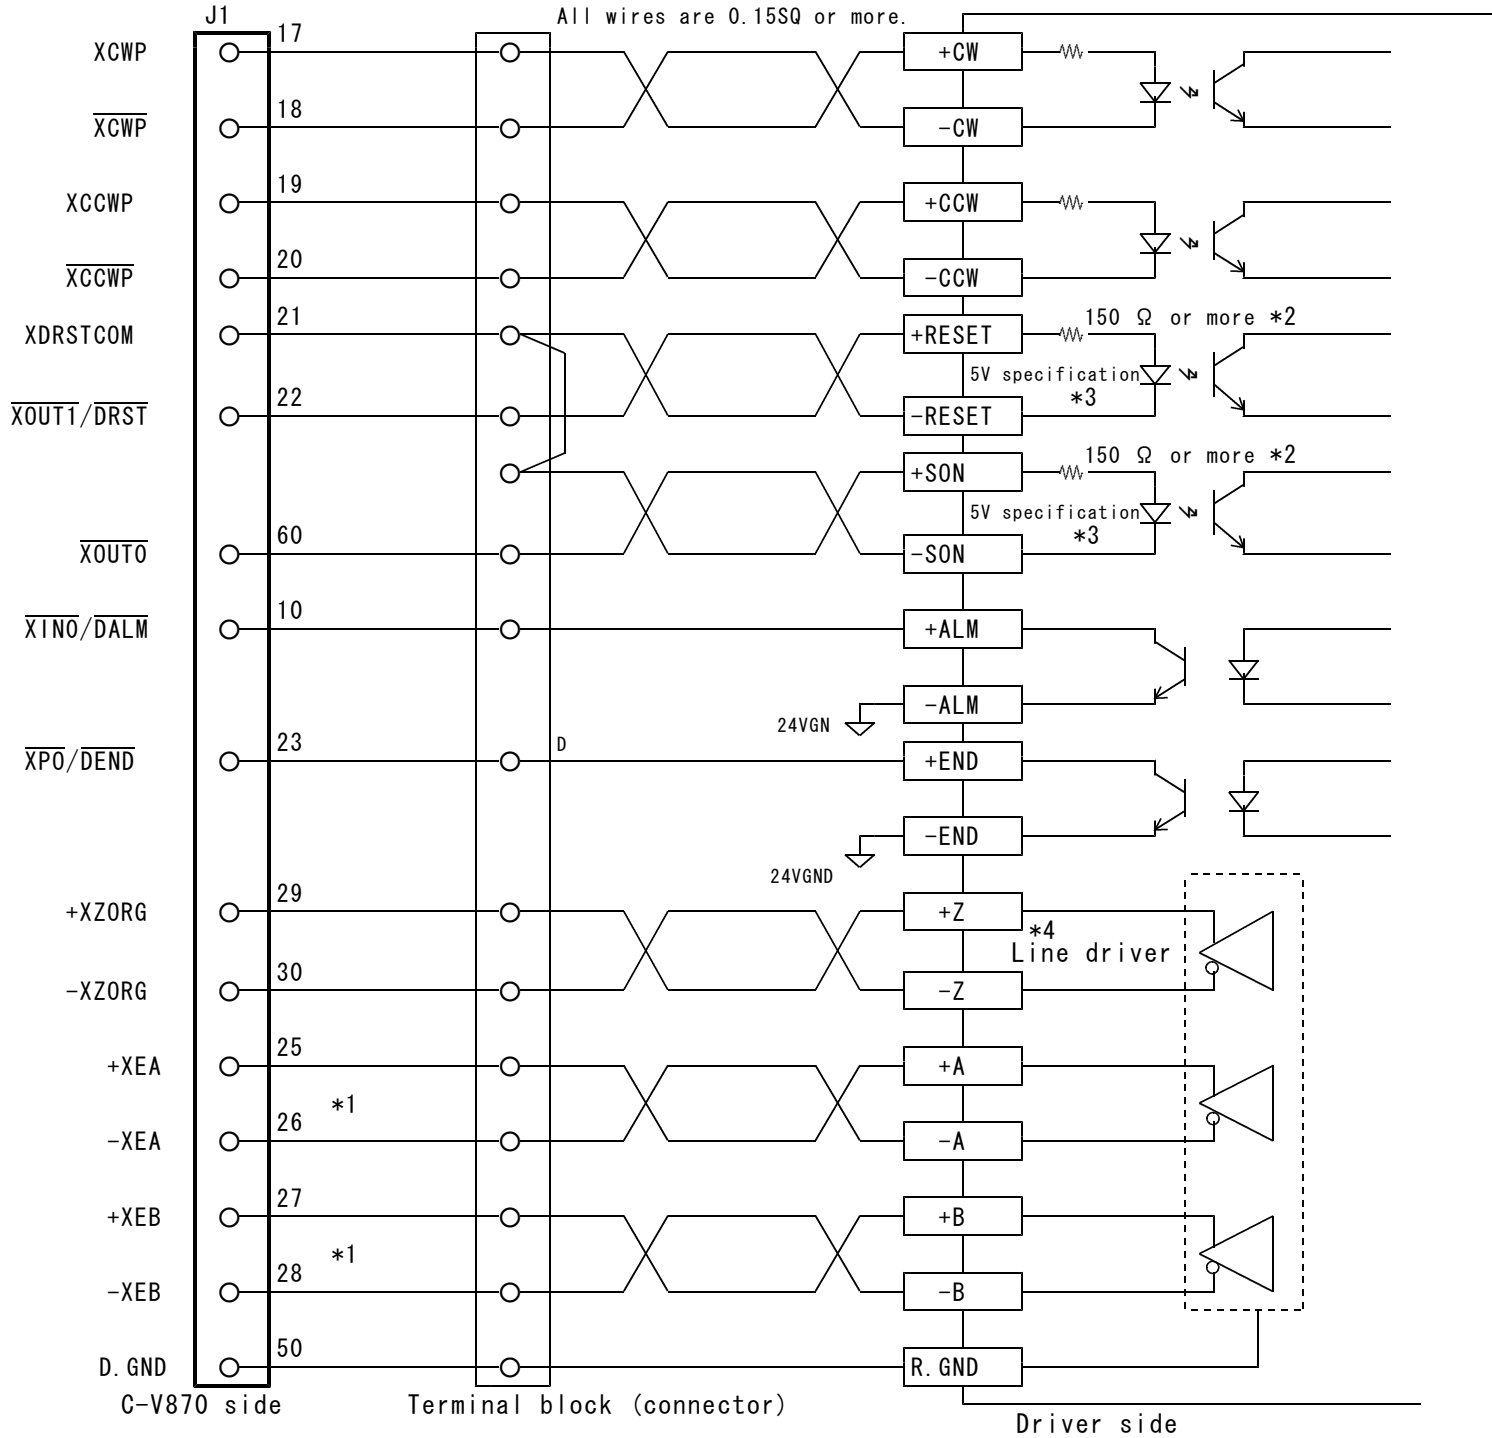 J1
All wires are 0.15SQ or more.
XCWP 17 +CW
XCWP 18 -CW
XCCWP 19 +CCW
XCCWP 20 -CCW
XDRSTCOM 21 +RESET 150 Ω or more *2
5V specification
*3
XOUT1/DRST 22 -RESET
+SON 150 Ω or more *2
5V specification
*3
XOUT0 60 -SON
XIN0/DALM 10 +ALM
-ALM
24VGN
XP0/DEND 23 D +END
-END
24VGND
+XZORG 29 +Z
*4
Line driver
-XZORG 30 -Z
+XEA 25 +A
*1
-XEA 26 -A
+XEB 27 +B
*1
-XEB 28 -B
D.GND 50 R.GND
C-V870 side
Terminal block (connector)
Driver side